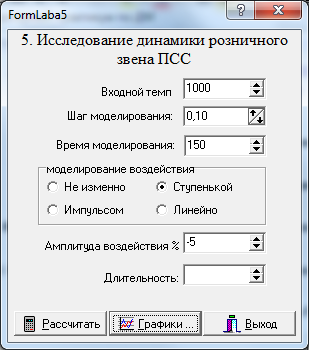 FormLaba5
5. Исследование динамики розничного
звена ПСС
Входной темп 1000
Шаг моделирования: 0,10
Время моделирования: 150
моделирование воздействия
Не изменно Ступенькой
Импульсом Линейно
Амплитуда воздействия % -5
Длительность:
Рассчитать Графики ... Выход